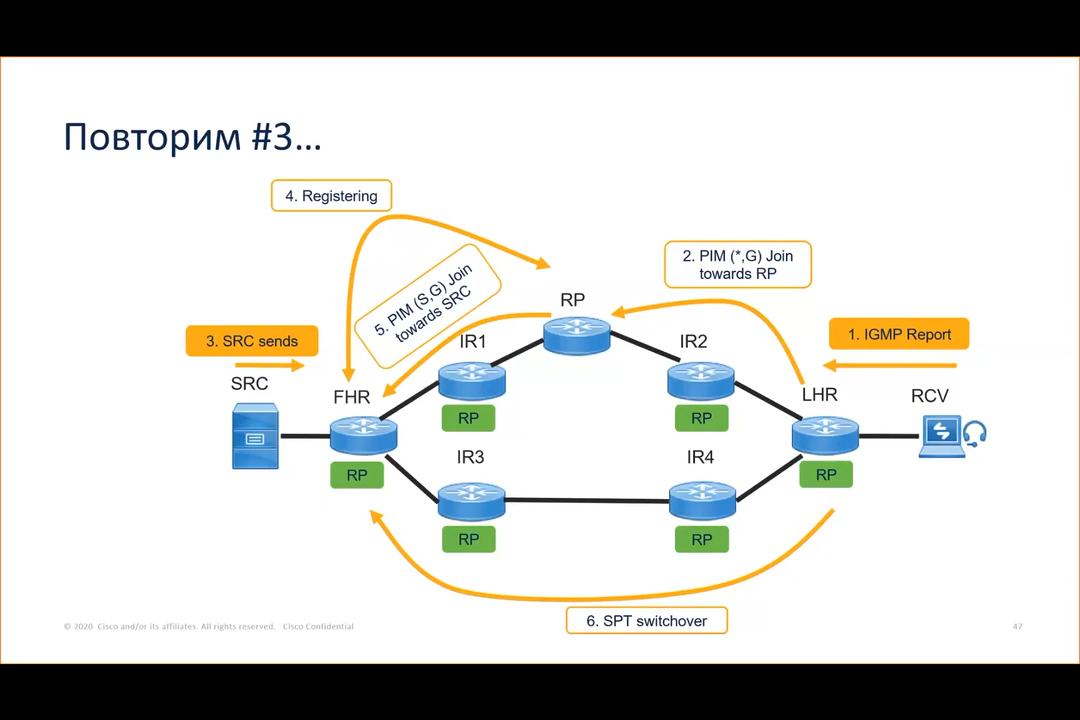 Повторим #3...
4. Registering
5. PIM (S,G) Join
towards SRC
2. PIM (*,G) Join
towards RP
RP
3. SRC sends
1. IGMP Report
IR1
IR2
SRC
FHR
LHR
RCV
RP
RP
RP
RP
IR3
IR4
RP
RP
6. SPT switchover
© 2020 Cisco and/or its affiliates. All rights reserved. Cisco Confidential
47